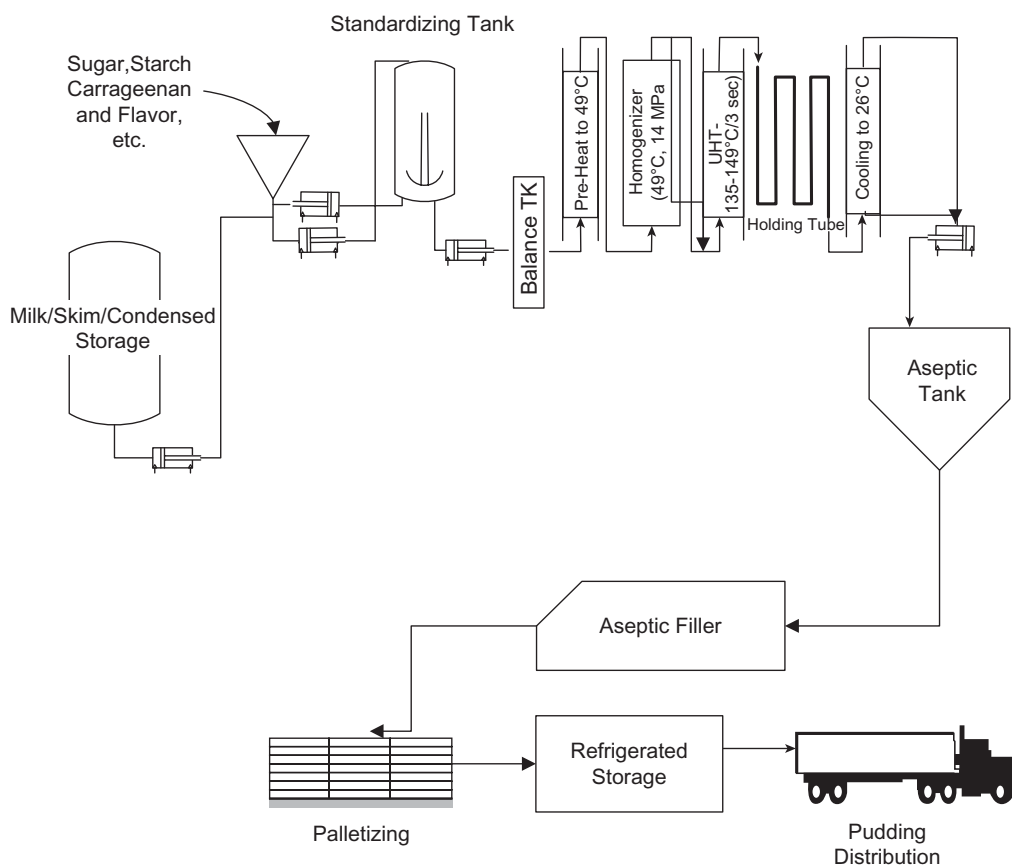 Standardizing Tank
Sugar,Starch
Carrageenan
and Flavor,
etc.
Milk/Skim/Condensed
Storage
Balance TK
Pre-Heat to 49°C
Homogenizer
(49°C, 14 MPa
UHT-
135-149°C/3 sec)
Holding Tube
Cooling to 26°C
Aseptic
Tank
Aseptic Filler
Palletizing
Refrigerated
Storage
Pudding
Distribution